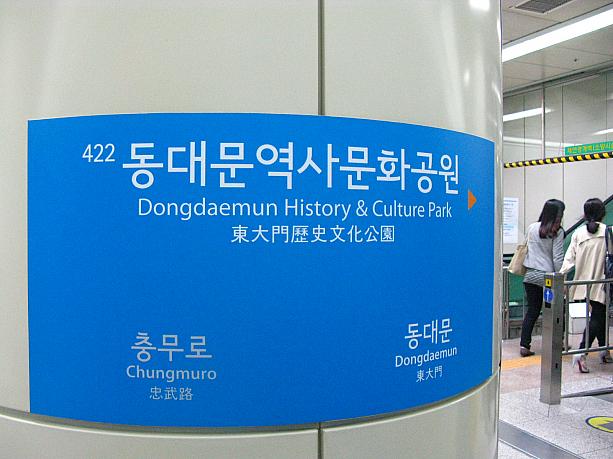 422 동대문역사문화공원
Dongdaemun History & Culture Park
東大門歷史文化公園
충무로
Chungmuro
忠武路
동대문
Dongdaemun
東大門